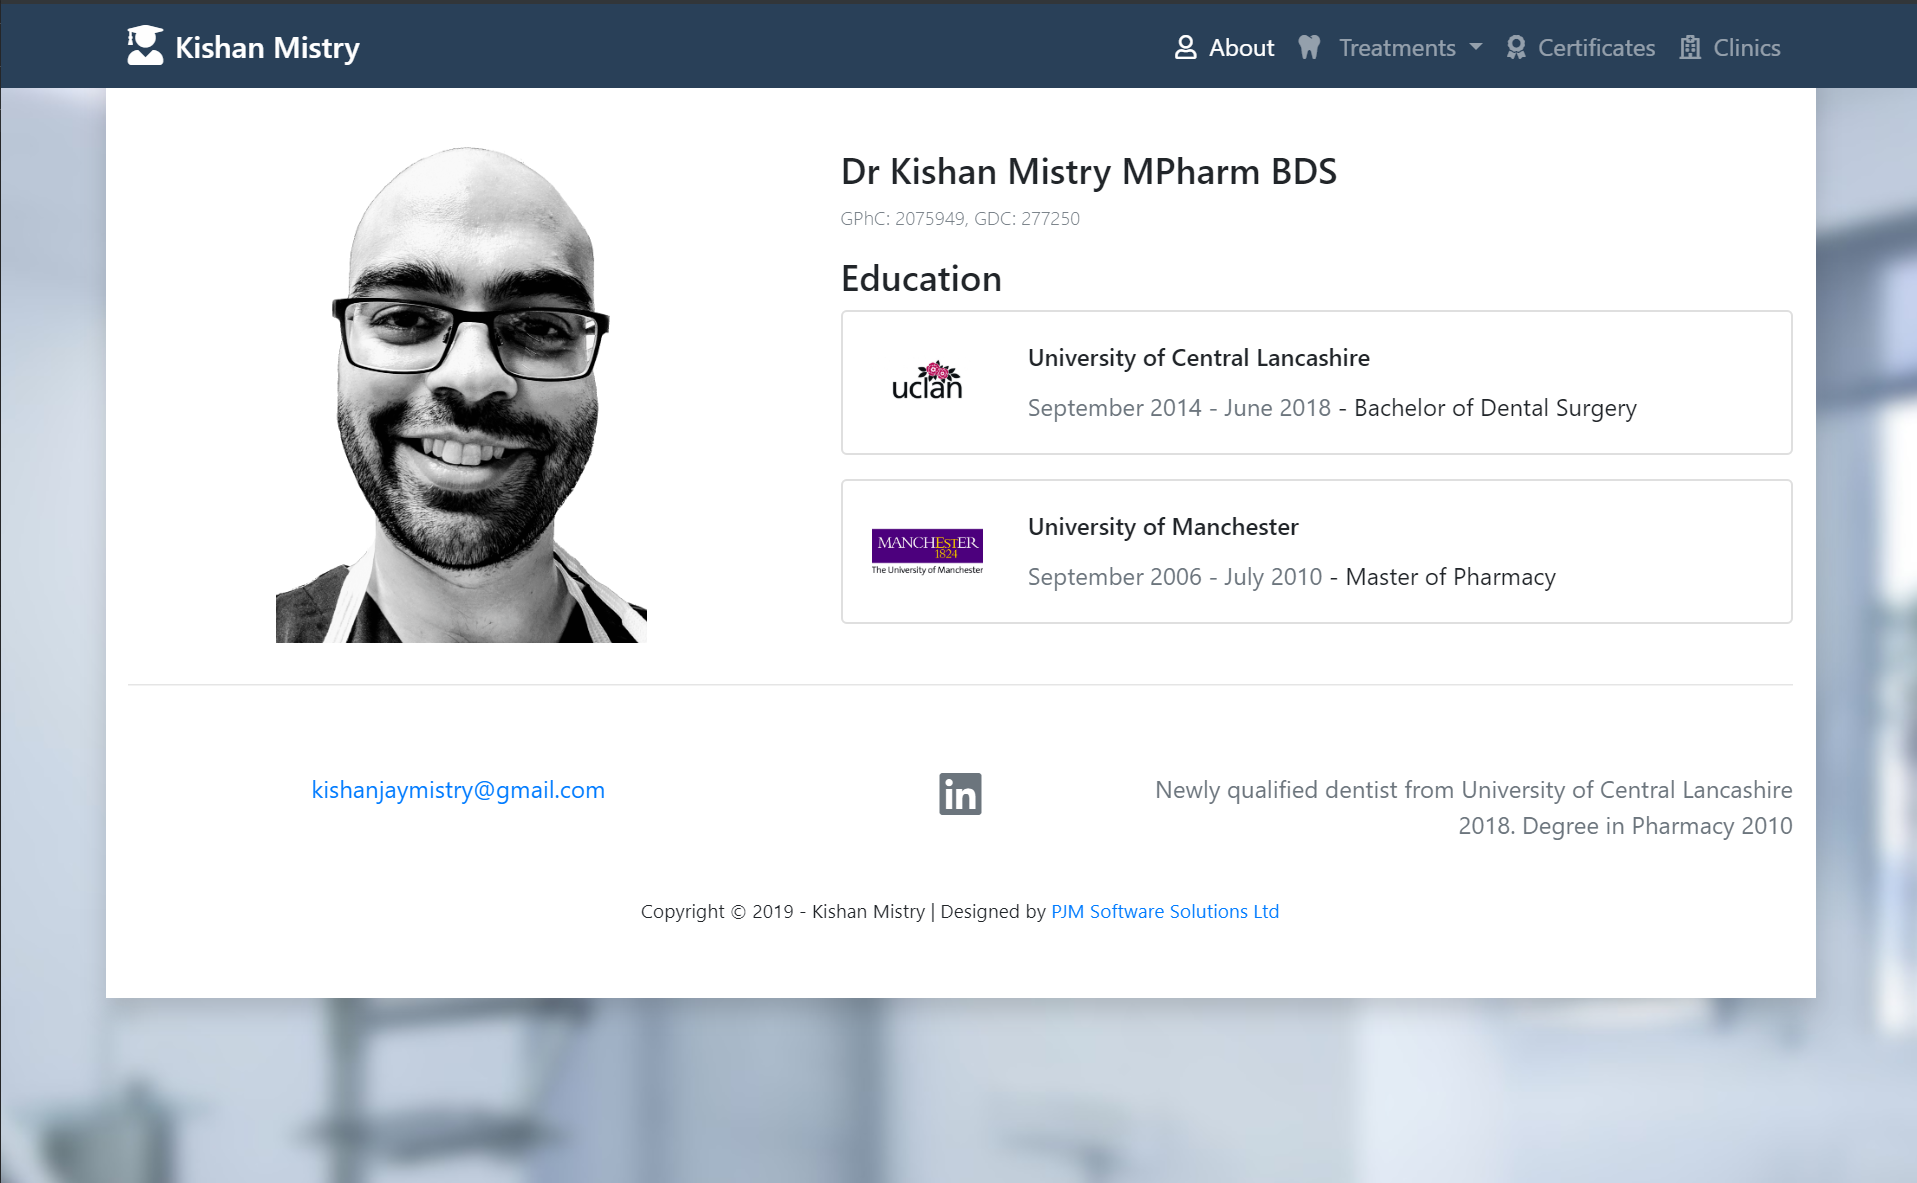 Kishan Mistry
About
Treatments
Certificates
Clinics
Dr Kishan Mistry MPharm BDS
GPhC: 2075949, GDC: 277250
Education
uclan
University of Central Lancashire
September 2014 - June 2018 - Bachelor of Dental Surgery
MANCHEStER
1824
The University of Manchester
University of Manchester
September 2006 - July 2010 - Master of Pharmacy
kishanjaymistry@gmail.com
in
Newly qualified dentist from University of Central Lancashire
2018. Degree in Pharmacy 2010
Copyright © 2019 - Kishan Mistry | Designed by PJM Software Solutions Ltd